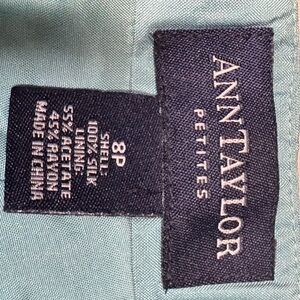 ANN TAYLOR
PETITES
8P
SHELL:
100% SILK
LINING:
55% ACETATE
45% RAYON
MADE IN CHINA